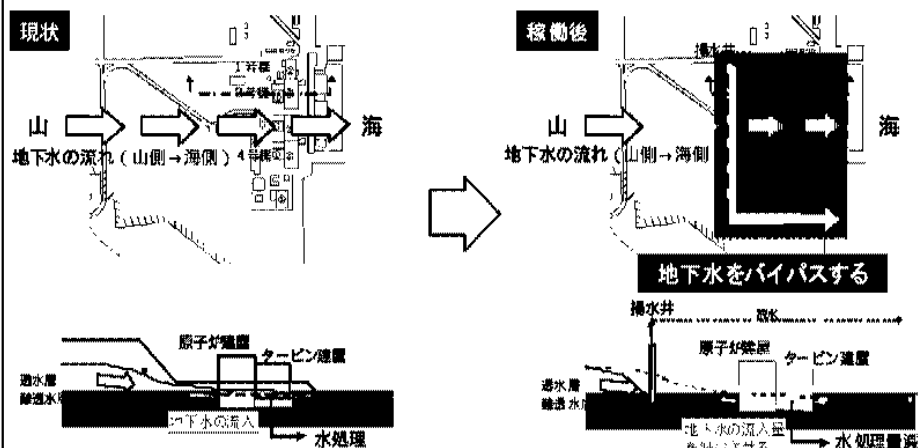 現状
1号機
山
海
地下水の流れ（山側→海側）
4号機
稼働後
揚水井
山
海
地下水の流れ（山側→海側
地下水をバイパスする
原子炉建屋
タービン建屋
透水層
難透水層
地下水の流入
水処理
揚水井
原子炉建屋
タービン建屋
透水層
難透水層
地下水の流入量
水処理量